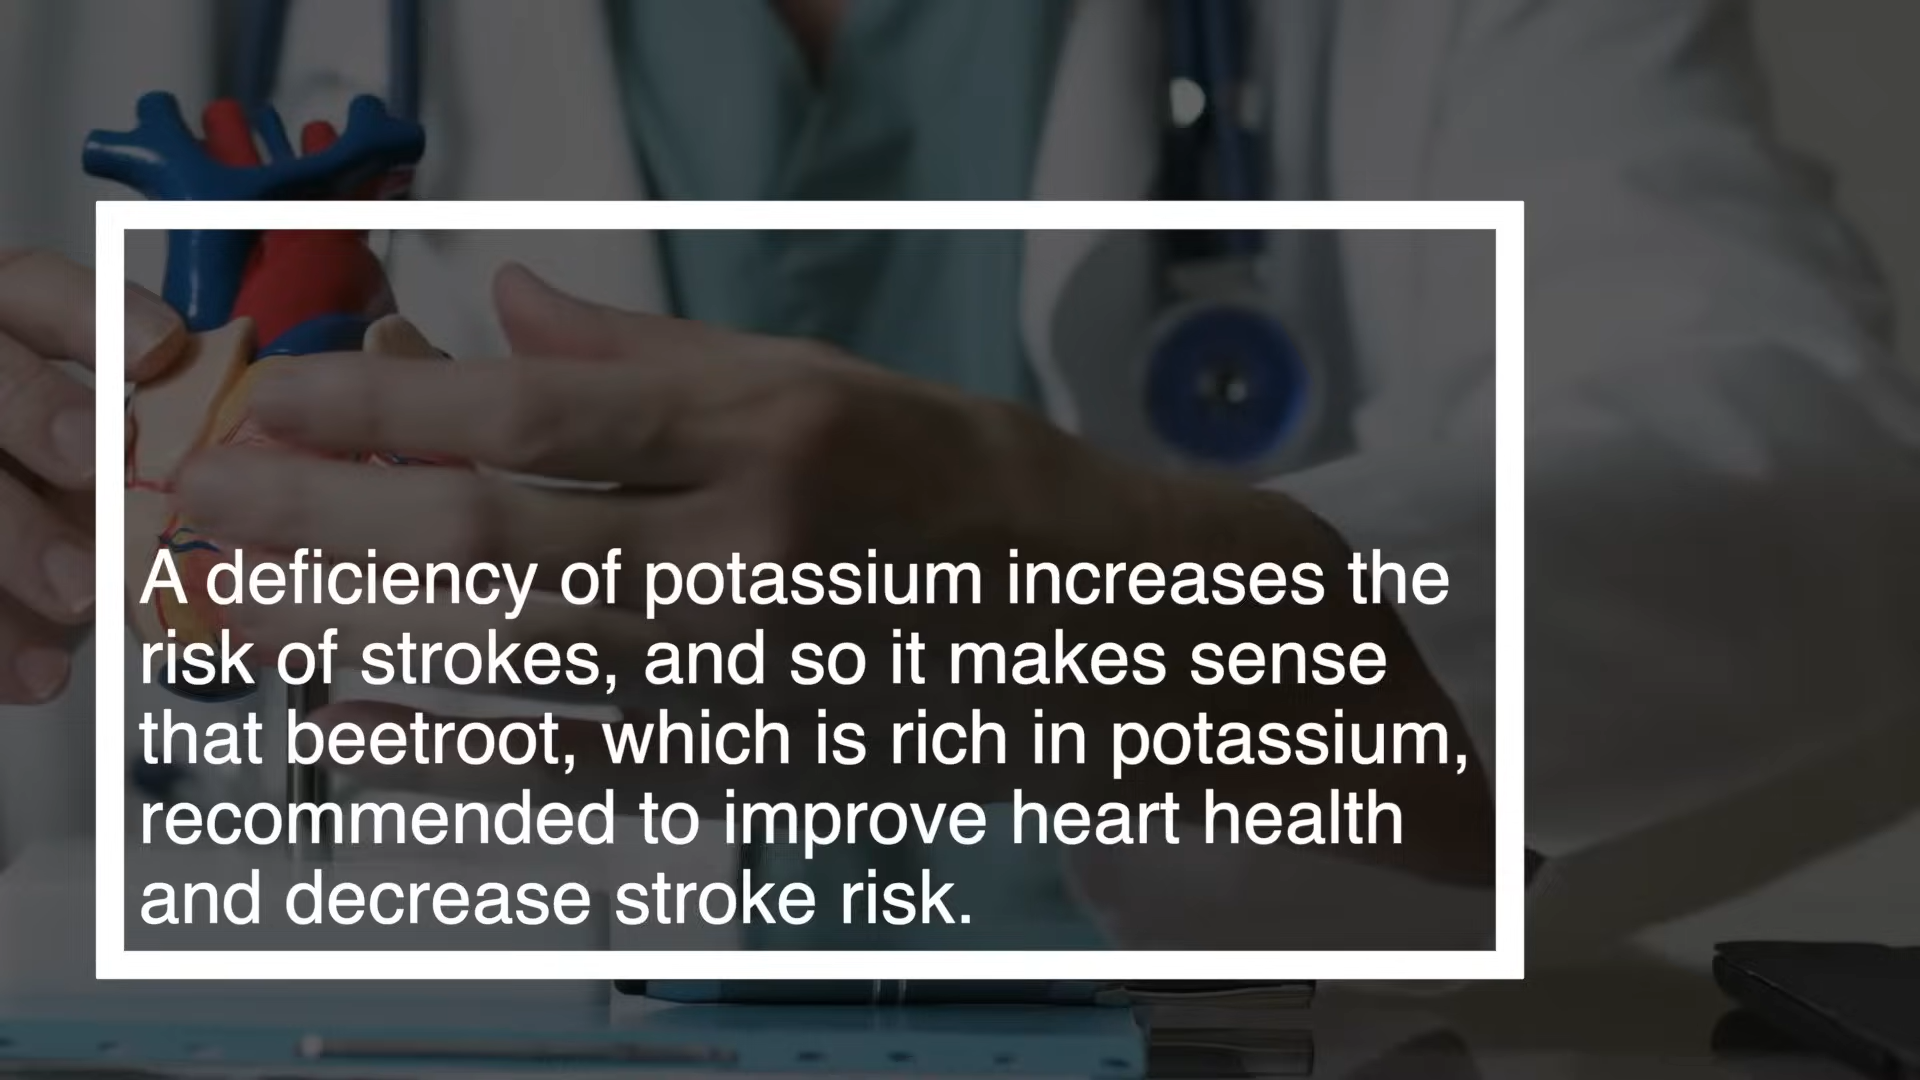 A deficiency of potassium increases the
risk of strokes, and so it makes sense
that beetroot, which is rich in potassium,
recommended to improve heart health
and decrease stroke risk.